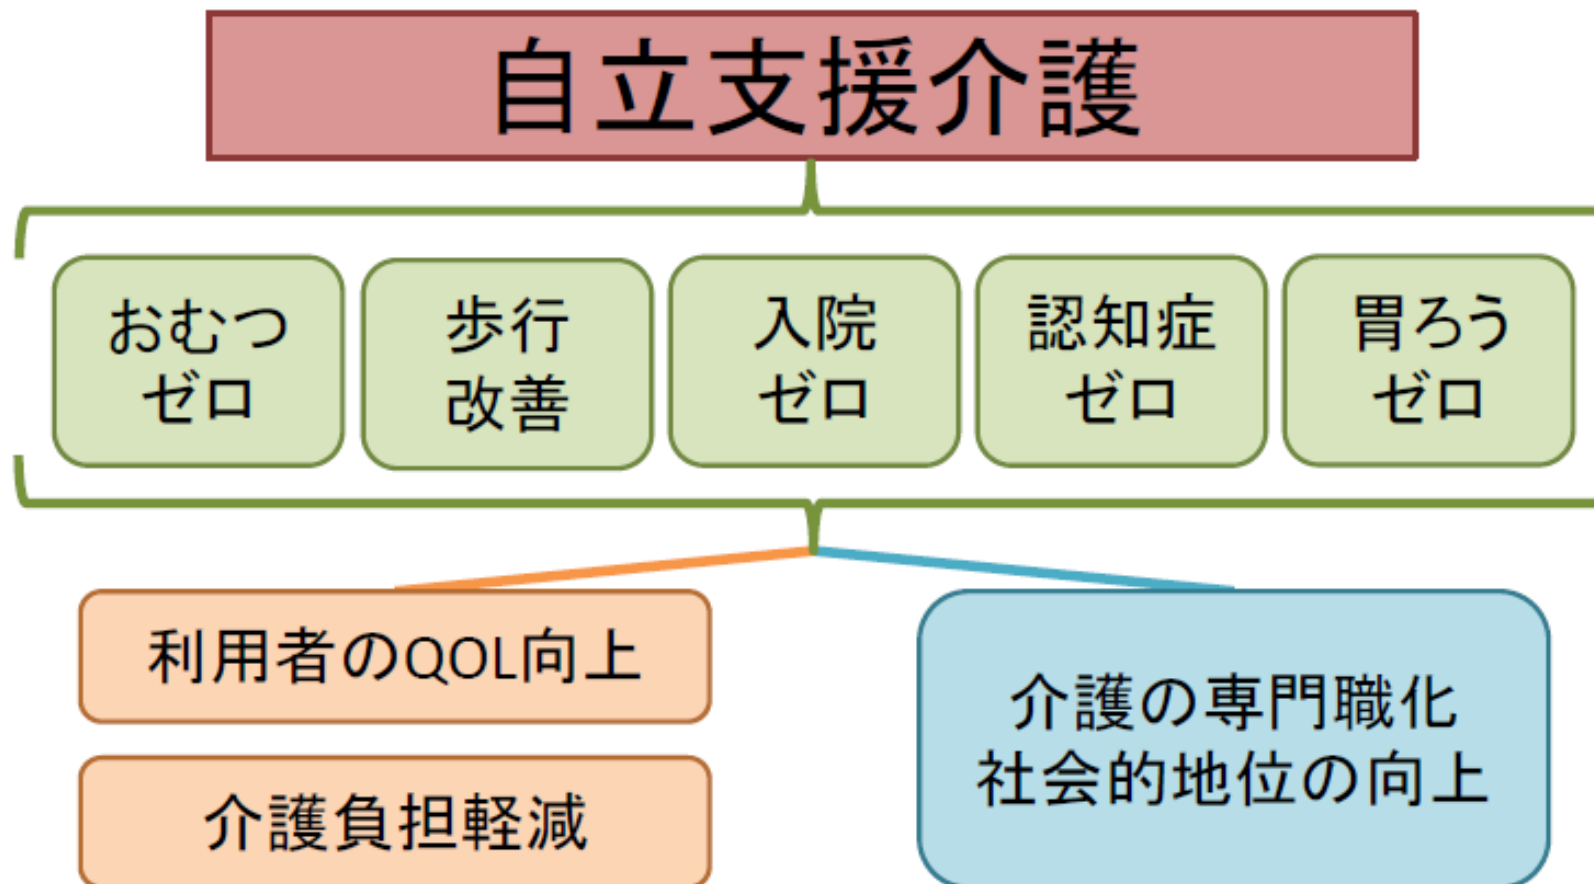 自立支援介護
おむつ
ゼロ
歩行
改善
入院
ゼロ
認知症
ゼロ
胃ろう
ゼロ
利用者のQOL向上
介護負担軽減
介護の専門職化
社会的地位の向上